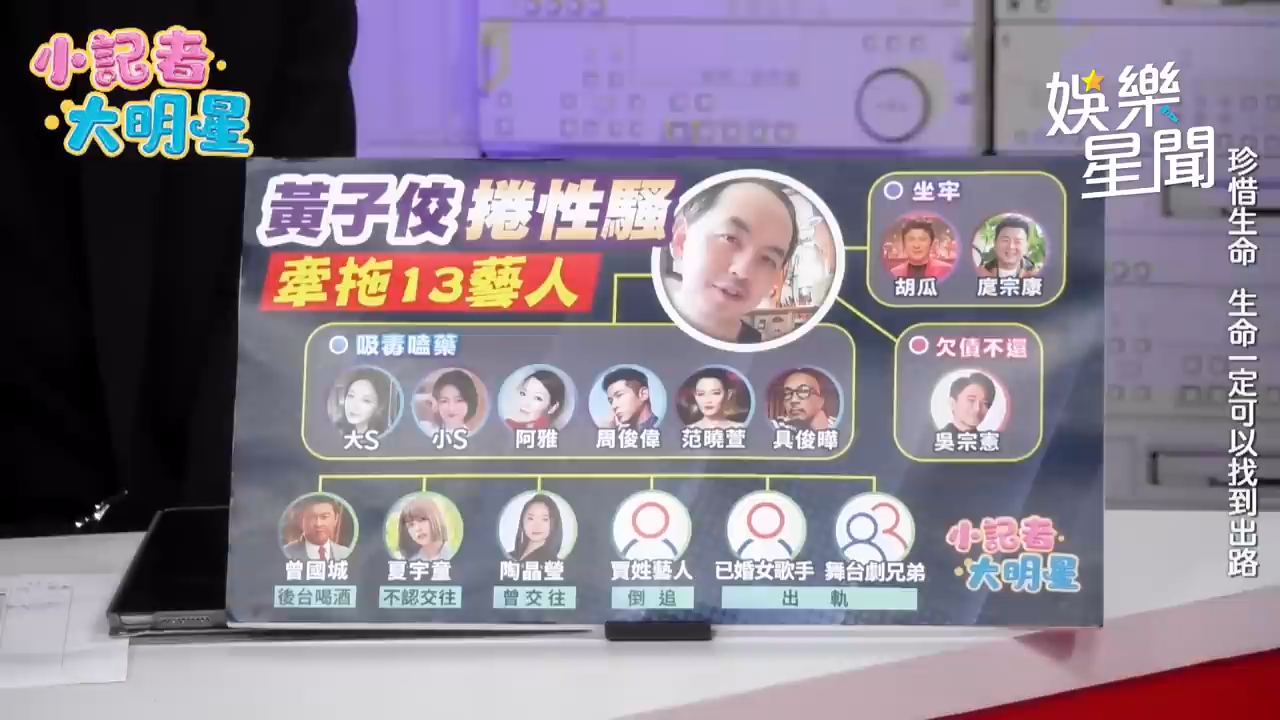 小記者
大明星
娛樂
星聞
珍惜生命 生命一定可以找到出路
黃子佼捲性騷
牽拖13藝人
坐牢
胡瓜
庹宗康
吸毒嗑藥
大S
小S
阿雅
周俊偉
范曉萱
具俊曄
欠債不還
吳宗憲
曾國城
後台喝酒
夏宇童
不認交往
陶晶瑩
曾交往
賈姓藝人
倒追
已婚女歌手
舞台劇兄弟
出軌
小記者
大明星